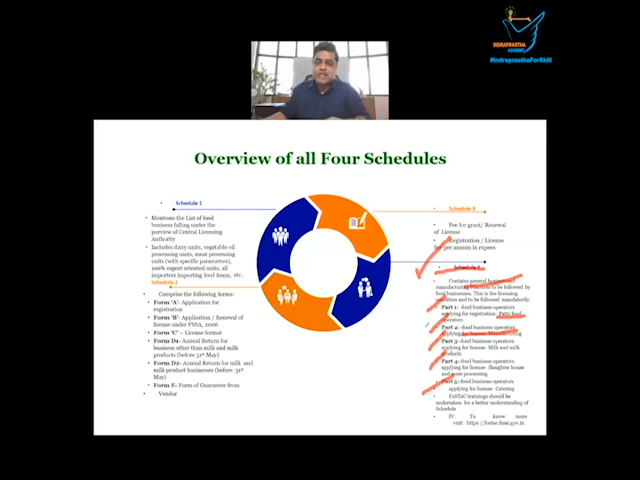 INDRAPRASTHA
ACADEMY
#IndraprasthaForSkill
Overview of all Four Schedules
Schedule 1
Mentions the List of food
business falling under the
purview of Central Licensing
Authority
Includes dairy units, vegetable oil
processing units, meat processing
units (with specific parameters),
100% export oriented units, all
importers importing food items, etc.
Schedule 2
Comprise the following forms:
Form 'A'- Application for
registration
Form 'B'- Application / Renewal of
license under FSSA, 2006
Form 'C' – License format
Form D1- Annual Return for
business other than milk and milk
products (before 31st May)
Form D2- Annual Return for milk and
milk product businesses (before 31st
May)
Form E- Form of Guarantee from
Vendor
Schedule 3
Fee for grant/ Renewal
of License
Registration / License
fee per annum in rupees
Schedule 4
Contains general
to be followed by
food businesses. This is the licensing
condition and to be followed mandatorily.
Part 1- food business operators
applying for registration- Petty food
operators
Part 2- food business operators
applying for license- Manufacturing
Part 3- food business operators
applying for license- Milk and milk
products
Part 4- food business operators
applying for license- Slaughter house
and meat processing
Part 5- food business operators
applying for license- Catering
FoSTaC trainings should be
undertaken for a better understanding of
Schedule
IV. To know more
visit https://fostac.fssai.gov.in